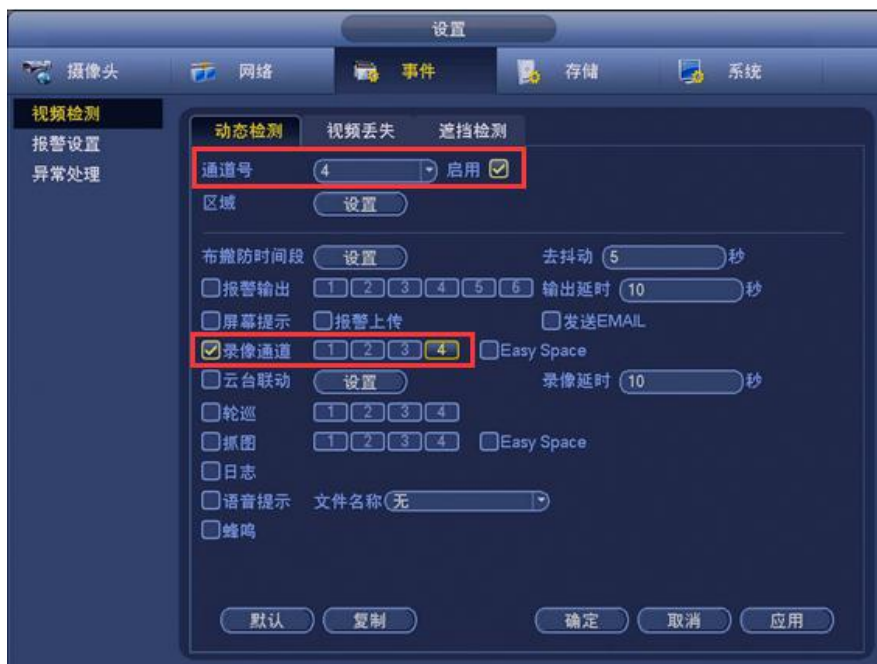 设置
摄像头 网络 事件 存储 系统
视频检测
报警设置
异常处理
动态检测 视频丢失 遮挡检测
通道号 4 启用
区域 设置
布撤防时间段 设置 去抖动 5 秒
报警输出 1 2 3 4 5 6 输出延时 10 秒
屏幕提示 报警上传 发送EMAIL
录像通道 1 2 3 4 Easy Space
云台联动 设置 录像延时 10 秒
轮巡 1 2 3 4
抓图 1 2 3 4 Easy Space
日志
语音提示 文件名称 无
蜂鸣
默认 复制 确定 取消 应用